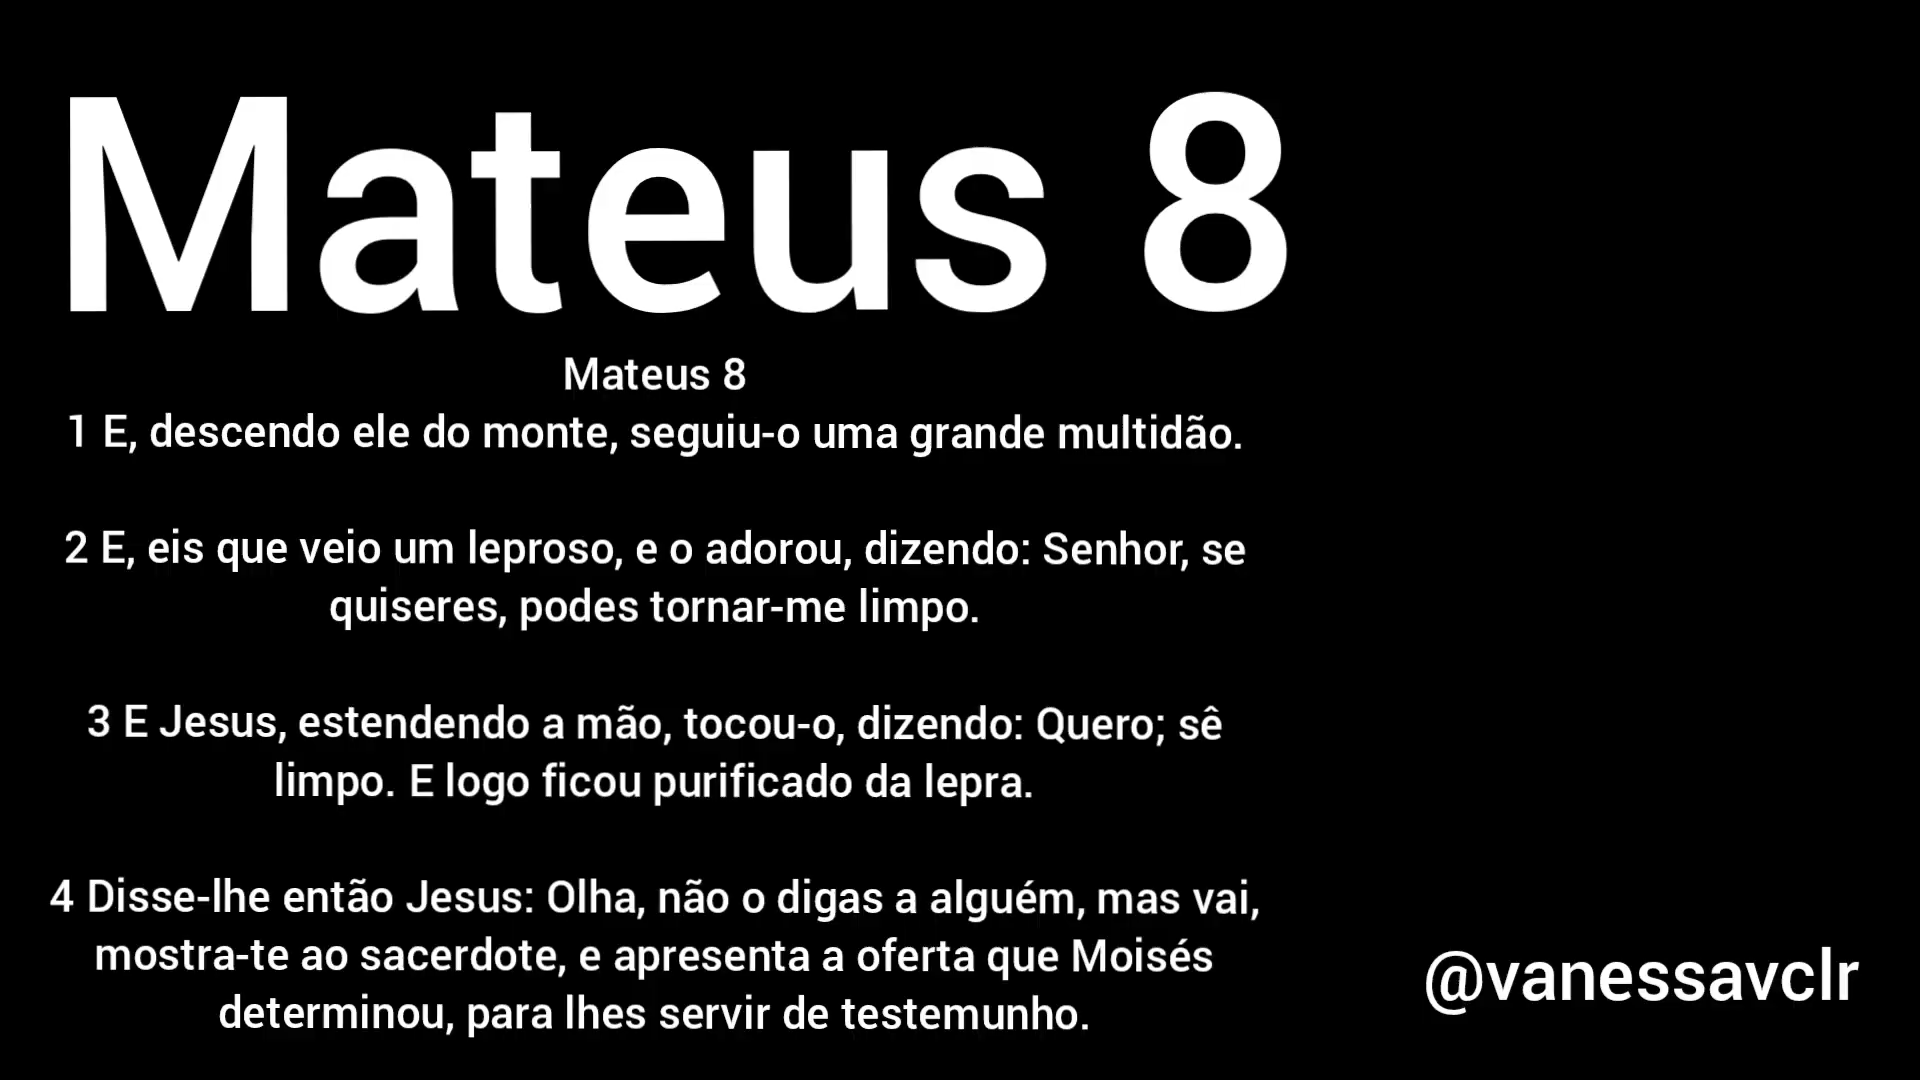 Mateus 8
Mateus 8
1 E, descendo ele do monte, seguiu-o uma grande multidão.
2 E, eis que veio um leproso, e o adorou, dizendo: Senhor, se
quiseres, podes tornar-me limpo.
3 E Jesus, estendendo a mão, tocou-o, dizendo: Quero; sê
limpo. E logo ficou purificado da lepra.
4 Disse-lhe então Jesus: Olha, não o digas a alguém, mas vai,
mostra-te ao sacerdote, e apresenta a oferta que Moisés
determinou, para lhes servir de testemunho.
@vanessavclr